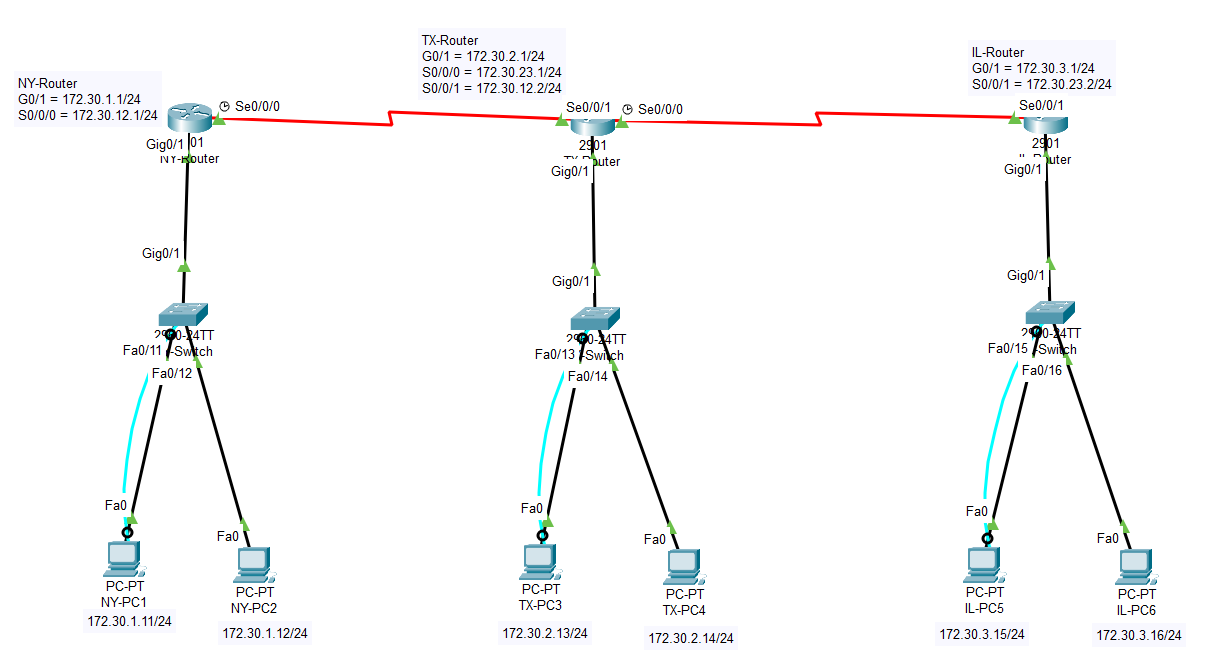 NY-Router
G0/1 = 172.30.1.1/24
S0/0/0 = 172.30.12.1/24
TX-Router
G0/1 = 172.30.2.1/24
S0/0/0 = 172.30.23.1/24
S0/0/1 = 172.30.12.2/24
IL-Router
G0/1 = 172.30.3.1/24
S0/0/1 = 172.30.23.2/24
Se0/0/0
Se0/0/1
Se0/0/0
Se0/0/1
01
NY-Router
Gig0/1
2901
Router
Gig0/1
2901
Router
Gig0/1
Gig0/1
Gig0/1
Gig0/1
-24TT
-Switch
Fa0/11
Fa0/12
-24TT
-Switch
Fa0/13
Fa0/14
-24TT
-Switch
Fa0/15
Fa0/16
Fa0
Fa0
Fa0
Fa0
Fa0
Fa0
PC-PT
NY-PC1
172.30.1.11/24
PC-PT
NY-PC2
172.30.1.12/24
PC-PT
TX-PC3
172.30.2.13/24
PC-PT
TX-PC4
172.30.2.14/24
PC-PT
IL-PC5
172.30.3.15/24
PC-PT
IL-PC6
172.30.3.16/24